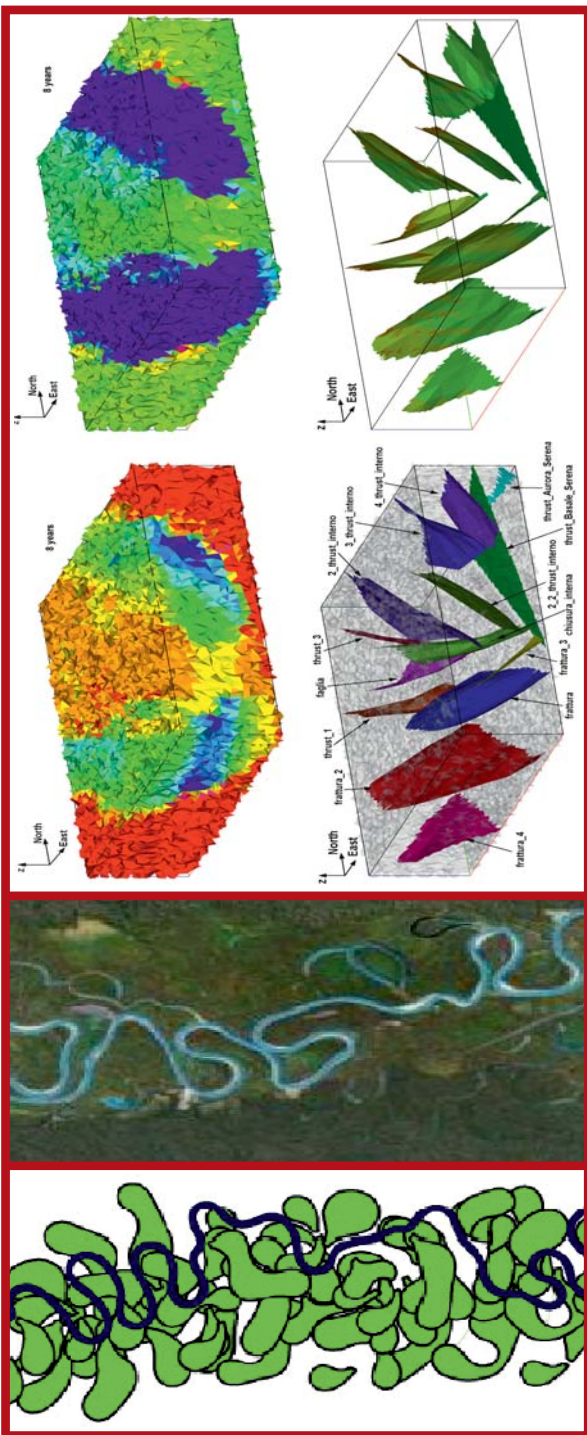 8 years
Z
North
East
Z
North
East
8 years
Z
North
East
4_thrust_interno
3_thrust_interno
2_thrust_interno
thrust_3
faglia
thrust_1
frattura_2
thrust_Aurora_Serena
thrust_Basale_Serena
2_2_thrust_interno
chiusura_interna
frattura_3
frattura
frattura_4
Z
North
East